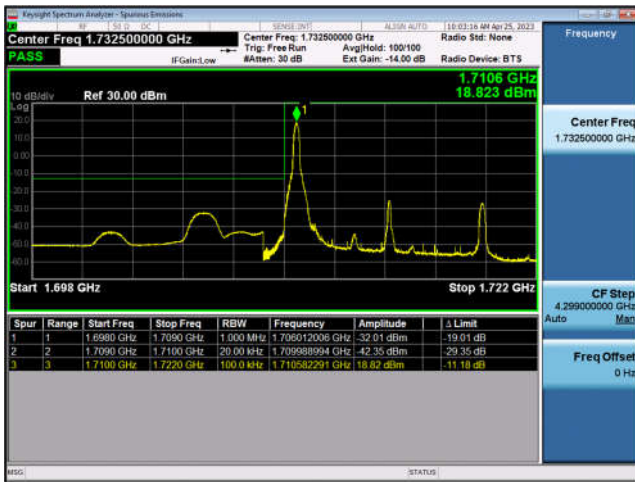 Keysight Spectrum Analyzer - Spurious Emissions
RF 50 Ω DC SENSE:INT ALIGN AUTO 10:03:16 AM Apr 25, 2023
Center Freq 1.732500000 GHz Center Freq: 1.732500000 GHz Radio Std: None
Trig: Free Run Avg|Hold: 100/100
PASS IFGain:Low #Atten: 30 dB Ext Gain: -14.00 dB Radio Device: BTS
1.7106 GHz
10 dB/div Ref 30.00 dBm 18.823 dBm
Log
20.0
10.0
0.00
-10.0
-20.0
-30.0
-40.0
-50.0
-60.0
1
Start 1.698 GHz Stop 1.722 GHz
Spur Range Start Freq Stop Freq RBW Frequency Amplitude Δ Limit
1 1 1.6980 GHz 1.7090 GHz 1.000 MHz 1.706012006 GHz -32.01 dBm -19.01 dB
2 2 1.7090 GHz 1.7100 GHz 20.00 kHz 1.709988994 GHz -42.35 dBm -29.35 dB
3 3 1.7100 GHz 1.7220 GHz 100.0 kHz 1.710582291 GHz 18.82 dBm -11.18 dB
Frequency
Center Freq
1.732500000 GHz
CF Step
4.299000000 GHz
Auto Man
Freq Offset
0 Hz
MSG STATUS